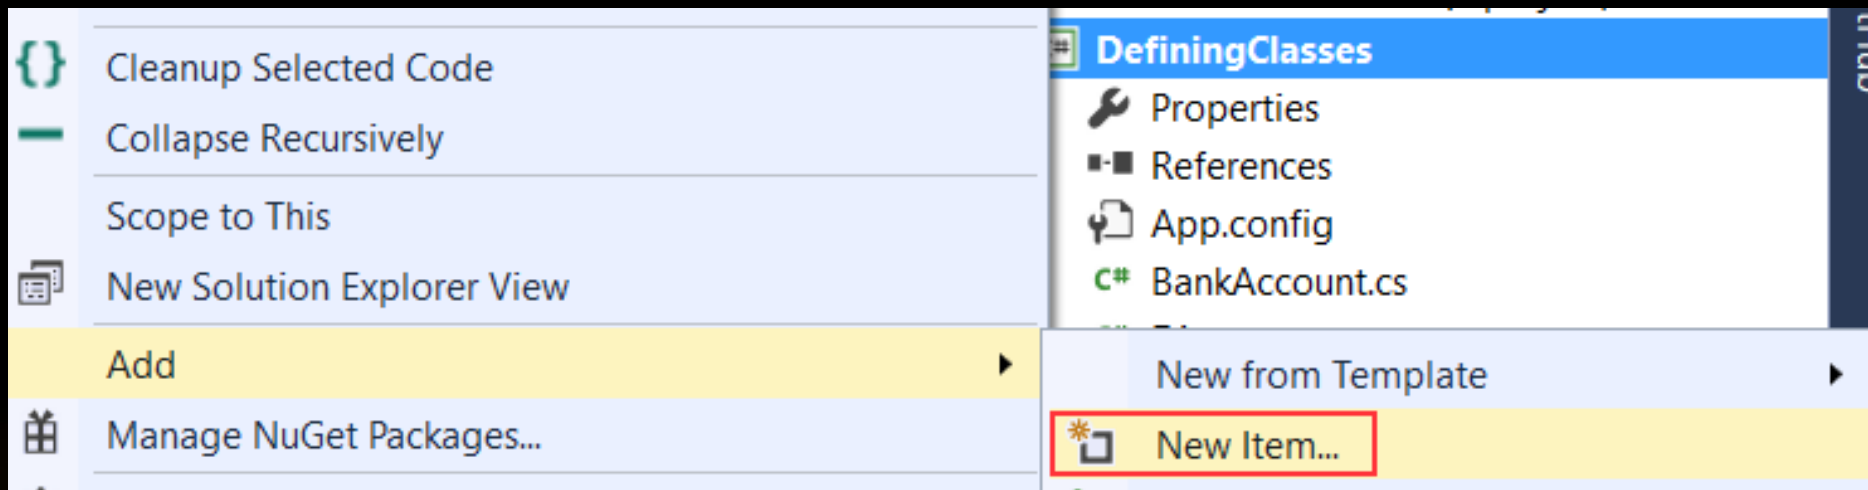 Cleanup Selected Code
Collapse Recursively
Scope to This
New Solution Explorer View
Add
Manage NuGet Packages...
DefiningClasses
Properties
References
App.config
C# BankAccount.cs
New from Template
New Item...